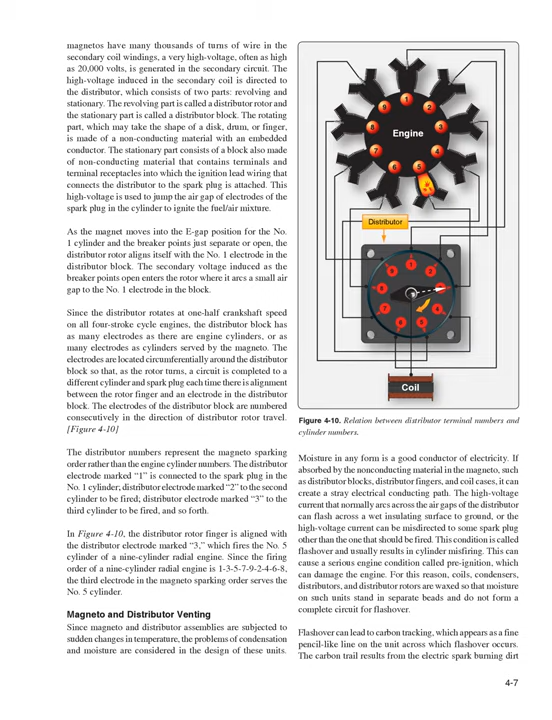 magnetos have many thousands of turns of wire in the
secondary coil windings, a very high-voltage, often as high
as 20,000 volts, is generated in the secondary circuit. The
high-voltage induced in the secondary coil is directed to
the distributor, which consists of two parts: revolving and
stationary. The revolving part is called a distributor rotor and
the stationary part is called a distributor block. The rotating
part, which may take the shape of a disk, drum, or finger,
is made of a non-conducting material with an embedded
conductor. The stationary part consists of a block also made
of non-conducting material that contains terminals and
terminal receptacles into which the ignition lead wiring that
connects the distributor to the spark plug is attached. This
high-voltage is used to jump the air gap of electrodes of the
spark plug in the cylinder to ignite the fuel/air mixture.
As the magnet moves into the E-gap position for the No.
1 cylinder and the breaker points just separate or open, the
distributor rotor aligns itself with the No. 1 electrode in the
distributor block. The secondary voltage induced as the
breaker points open enters the rotor where it arcs a small air
gap to the No. 1 electrode in the block.
Since the distributor rotates at one-half crankshaft speed
on all four-stroke cycle engines, the distributor block has
as many electrodes as there are engine cylinders, or as
many electrodes as cylinders served by the magneto. The
electrodes are located circumferentially around the distributor
block so that, as the rotor turns, a circuit is completed to a
different cylinder and spark plug each time there is alignment
between the rotor finger and an electrode in the distributor
block. The electrodes of the distributor block are numbered
consecutively in the direction of distributor rotor travel.
[Figure 4-10]
The distributor numbers represent the magneto sparking
order rather than the engine cylinder numbers. The distributor
electrode marked “1” is connected to the spark plug in the
No. 1 cylinder; distributor electrode marked “2” to the second
cylinder to be fired; distributor electrode marked “3” to the
third cylinder to be fired, and so forth.
In Figure 4-10, the distributor rotor finger is aligned with
the distributor electrode marked “3,” which fires the No. 5
cylinder of a nine-cylinder radial engine. Since the firing
order of a nine-cylinder radial engine is 1-3-5-7-9-2-4-6-8,
the third electrode in the magneto sparking order serves the
No. 5 cylinder.
Magneto and Distributor Venting
Since magneto and distributor assemblies are subjected to
sudden changes in temperature, the problems of condensation
and moisture are considered in the design of these units.
1
9 2
8 3
Engine
7 4
6 5
Distributor
1
9 2
8
7 4
6 5
Coil
Figure 4-10. Relation between distributor terminal numbers and
cylinder numbers.
Moisture in any form is a good conductor of electricity. If
absorbed by the nonconducting material in the magneto, such
as distributor blocks, distributor fingers, and coil cases, it can
create a stray electrical conducting path. The high-voltage
current that normally arcs across the air gaps of the distributor
can flash across a wet insulating surface to ground, or the
high-voltage current can be misdirected to some spark plug
other than the one that should be fired. This condition is called
flashover and usually results in cylinder misfiring. This can
cause a serious engine condition called pre-ignition, which
can damage the engine. For this reason, coils, condensers,
distributors, and distributor rotors are waxed so that moisture
on such units stand in separate beads and do not form a
complete circuit for flashover.
Flashover can lead to carbon tracking, which appears as a fine
pencil-like line on the unit across which flashover occurs.
The carbon trail results from the electric spark burning dirt
4-7